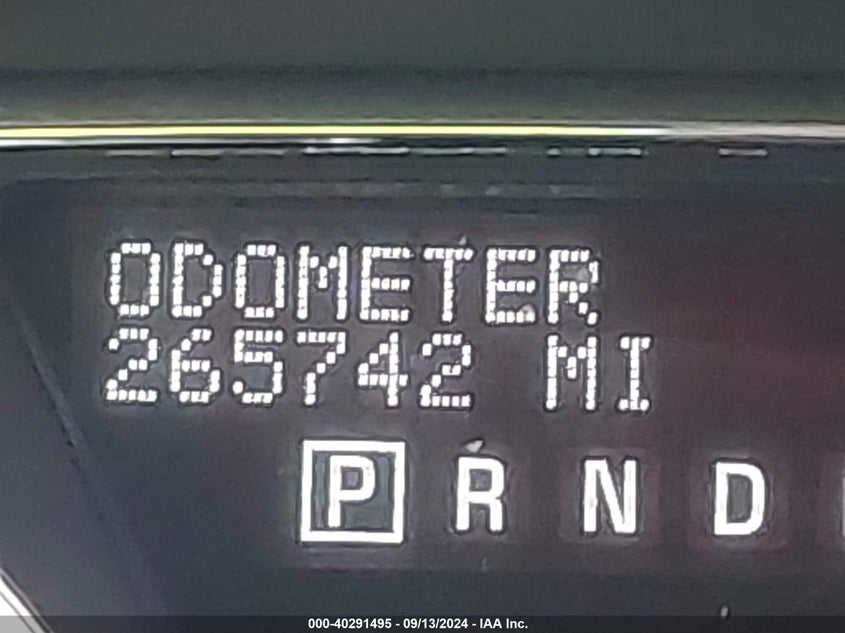 ODOMETER
265742 MI
P R N D
000-40291495 - 09/13/2024 - IAA Inc.